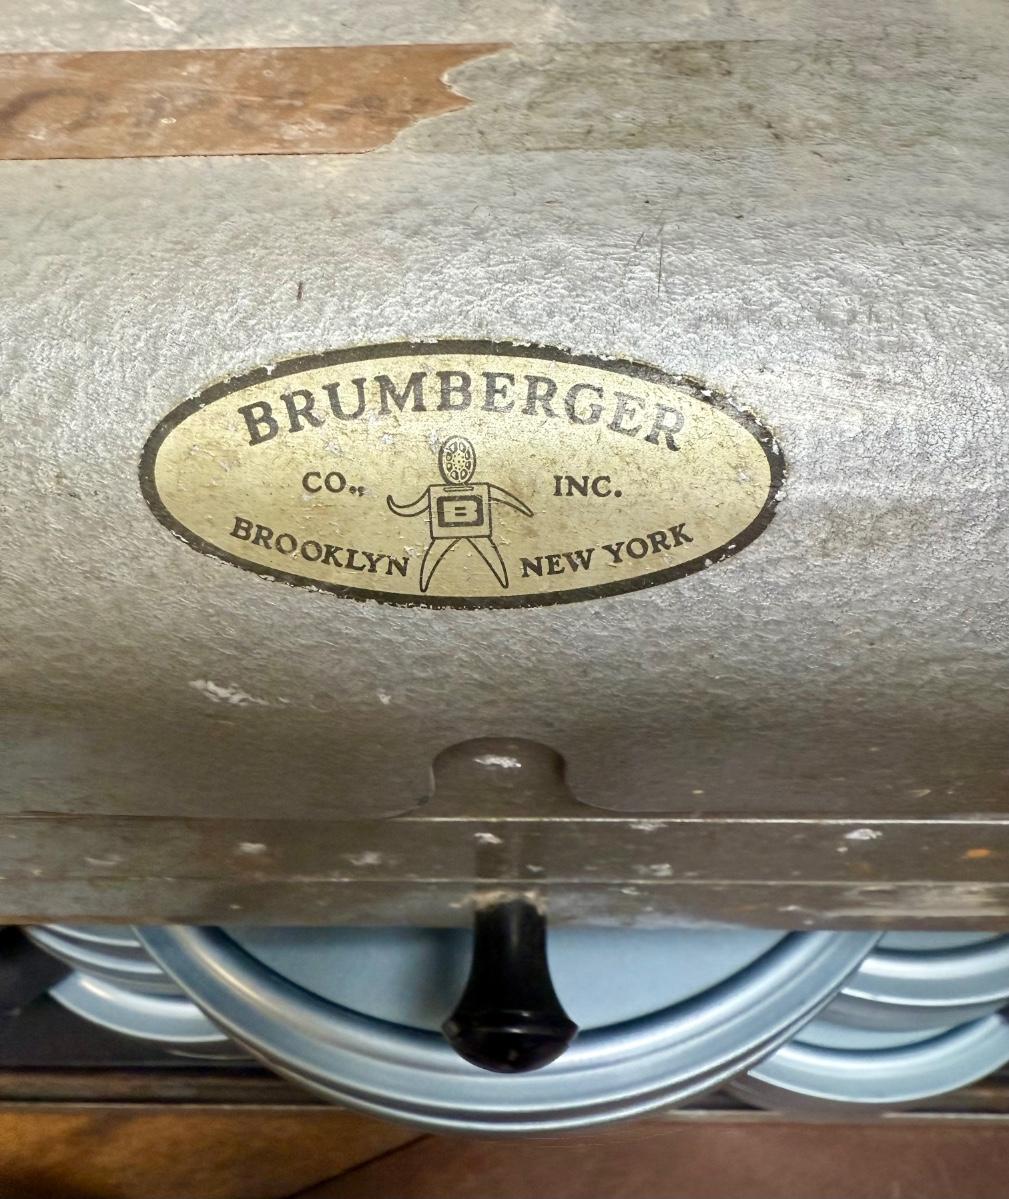 BRUMBERGER
CO., INC.
B
BROOKLYN NEW YORK